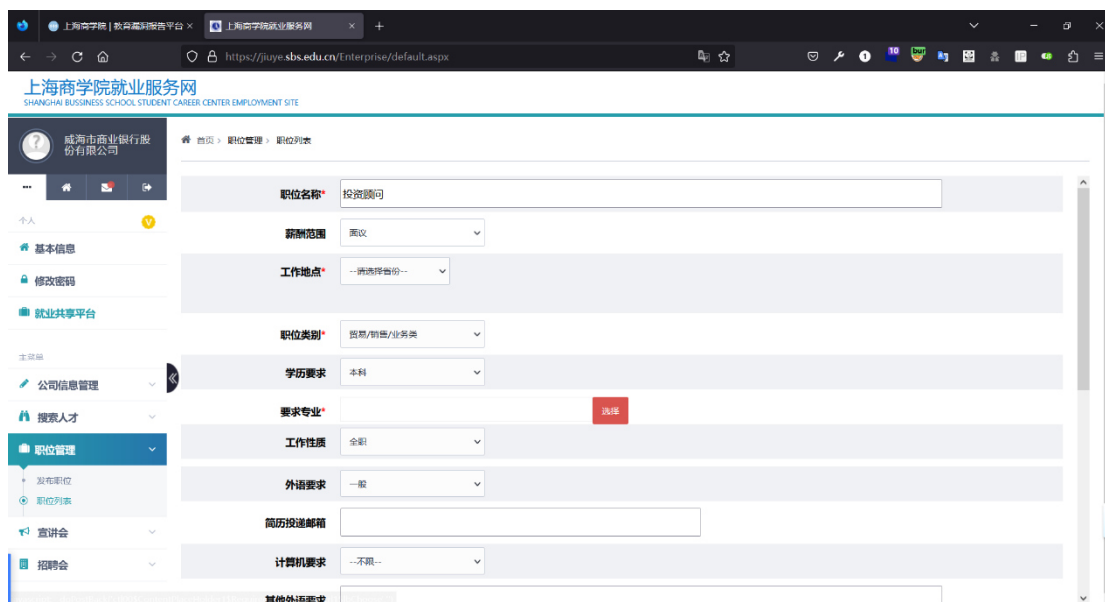 上海商学院 | 教育漏洞报告平台 ×
上海商学院就业服务网 × +
https://jiuye.sbs.edu.cn/Enterprise/default.aspx
10
上海商学院就业服务网
SHANGHAI BUSSINESS SCHOOL STUDENT CAREER CENTER EMPLOYMENT SITE
威海市商业银行股
份有限公司
首页 > 职位管理 > 职位列表
个人
V
基本信息
修改密码
就业共享平台
主菜单
公司信息管理
搜索人才
职位管理
发布职位
职位列表
宣讲会
招聘会
职位名称* 投资顾问
薪酬范围 面议
工作地点* --请选择省份--
职位类别* 贸易/销售/业务类
学历要求 本科
要求专业* 选择
工作性质 全职
外语要求 一般
简历投递邮箱
计算机要求 --不限--
其他外语要求